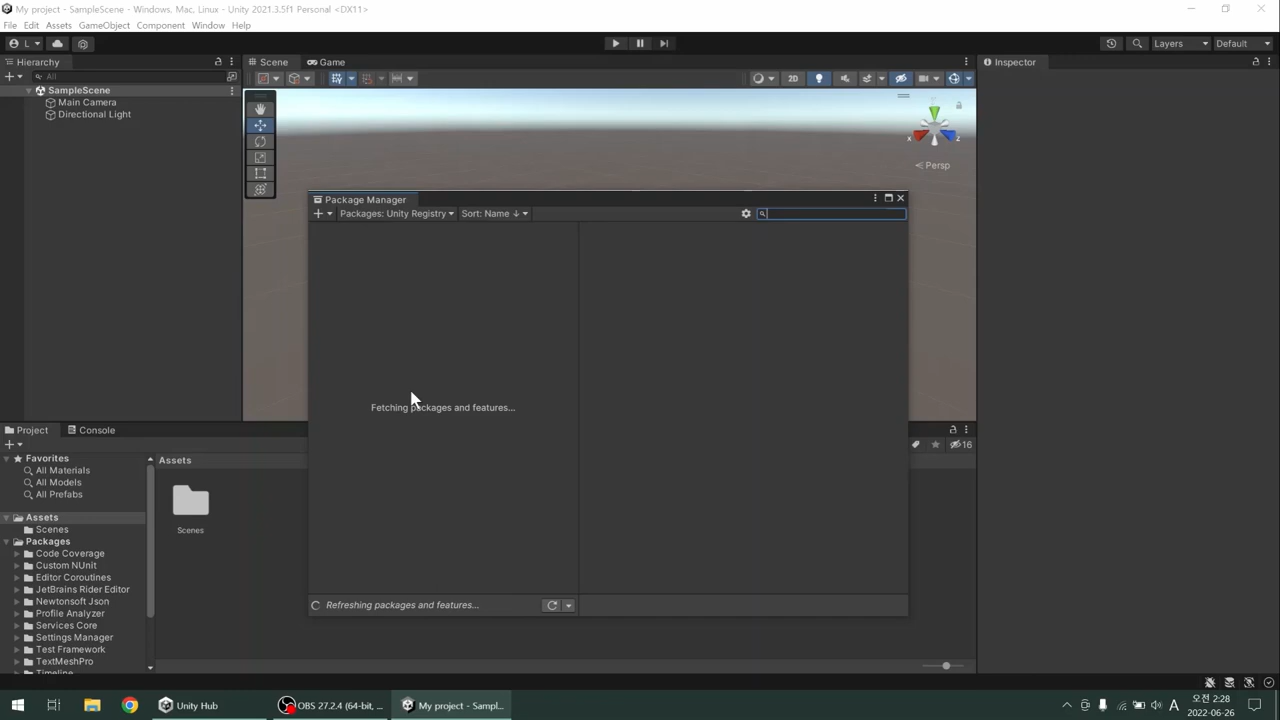 My project - SampleScene - Windows, Mac, Linux - Unity 2021.3.5f1 Personal <DX11>
File Edit Assets GameObject Component Window Help
L Layers Default
Hierarchy Scene Game Inspector
All 2D
SampleScene
Main Camera
Directional Light
X Z
Persp
Package Manager
Packages: Unity Registry Sort: Name ↓
Fetching packages and features...
Refreshing packages and features...
Project Console
16
Favorites
All Materials
All Models
All Prefabs
Assets
Scenes
Packages
Code Coverage
Custom NUnit
Editor Coroutines
JetBrains Rider Editor
Newtonsoft Json
Profile Analyzer
Services Core
Settings Manager
Test Framework
TextMeshPro
Timeline
Assets
Scenes
Unity Hub OBS 27.2.4 (64-bit, ... My project - Sampl... A 오전 2:28
2022-06-26